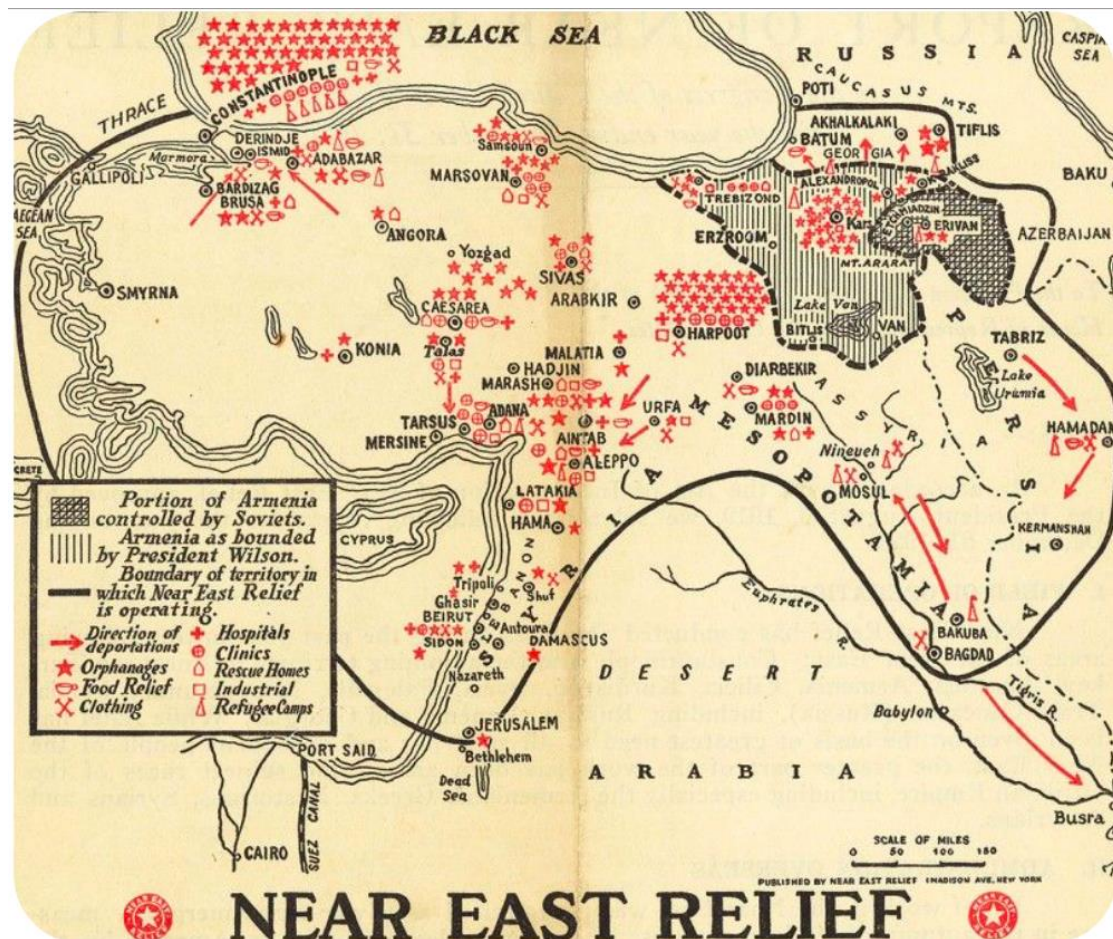 BLACK SEA
RUSSIA
CASPIAN
SEA
CAUCASUS MTS.
POTI
THRACE
CONSTANTINOPLE
DERINDJE
ISMID
ADABAZAR
Marmora
GALLIPOLI
BARDIZAG
BRUSA
AEGEAN
SEA
SMYRNA
ANGORA
Samsoun
MARSOVAN
Yozgad
SIVAS
CAESAREA
Talas
KONIA
HADJIN
MARASH
ADANA
TARSUS
MERSINE
AKHALKALAKI
BATUM
TIFLIS
GEORGIA
ALEXANDROPOL
TREBIZOND
Kars
ERIVAN
ERZROOM
MT. ARARAT
BAKU
AZERBAIJAN
ARABKIR
HARPOOT
Lake Van
BITLIS
VAN
MALATIA
DIARBEKIR
MARDIN
URFA
AINTAB
ALEPPO
TABRIZ
Lake
Urumia
HAMADAN
ASSYRIA
PERSIA
MESOPOTAMIA
Nineveh
MOSUL
KERMANSHAH
LATAKIA
HAMA
CRETE
CYPRUS
Tripoli
Shuf
Ghasir
BEIRUT
Antoura
SIDON
DAMASCUS
LEBANON
SYRIA
Nazareth
Euphrates R.
BAKUBA
BAGDAD
DESERT
Babylon
Tigris R.
JERUSALEM
Bethlehem
Dead
Sea
PORT SAID
SUEZ CANAL
CAIRO
ARABIA
Busra
Portion of Armenia
controlled by Soviets.
Armenia as bounded
by President Wilson.
Boundary of territory in
which Near East Relief
is operating.
Direction of
deportations
Orphanages
Food Relief
Clothing
Hospitals
Clinics
Rescue Homes
Industrial
Refugee Camps
SCALE OF MILES
0 50 100 150
PUBLISHED BY NEAR EAST RELIEF 1 MADISON AVE. NEW YORK
NEAR EAST RELIEF